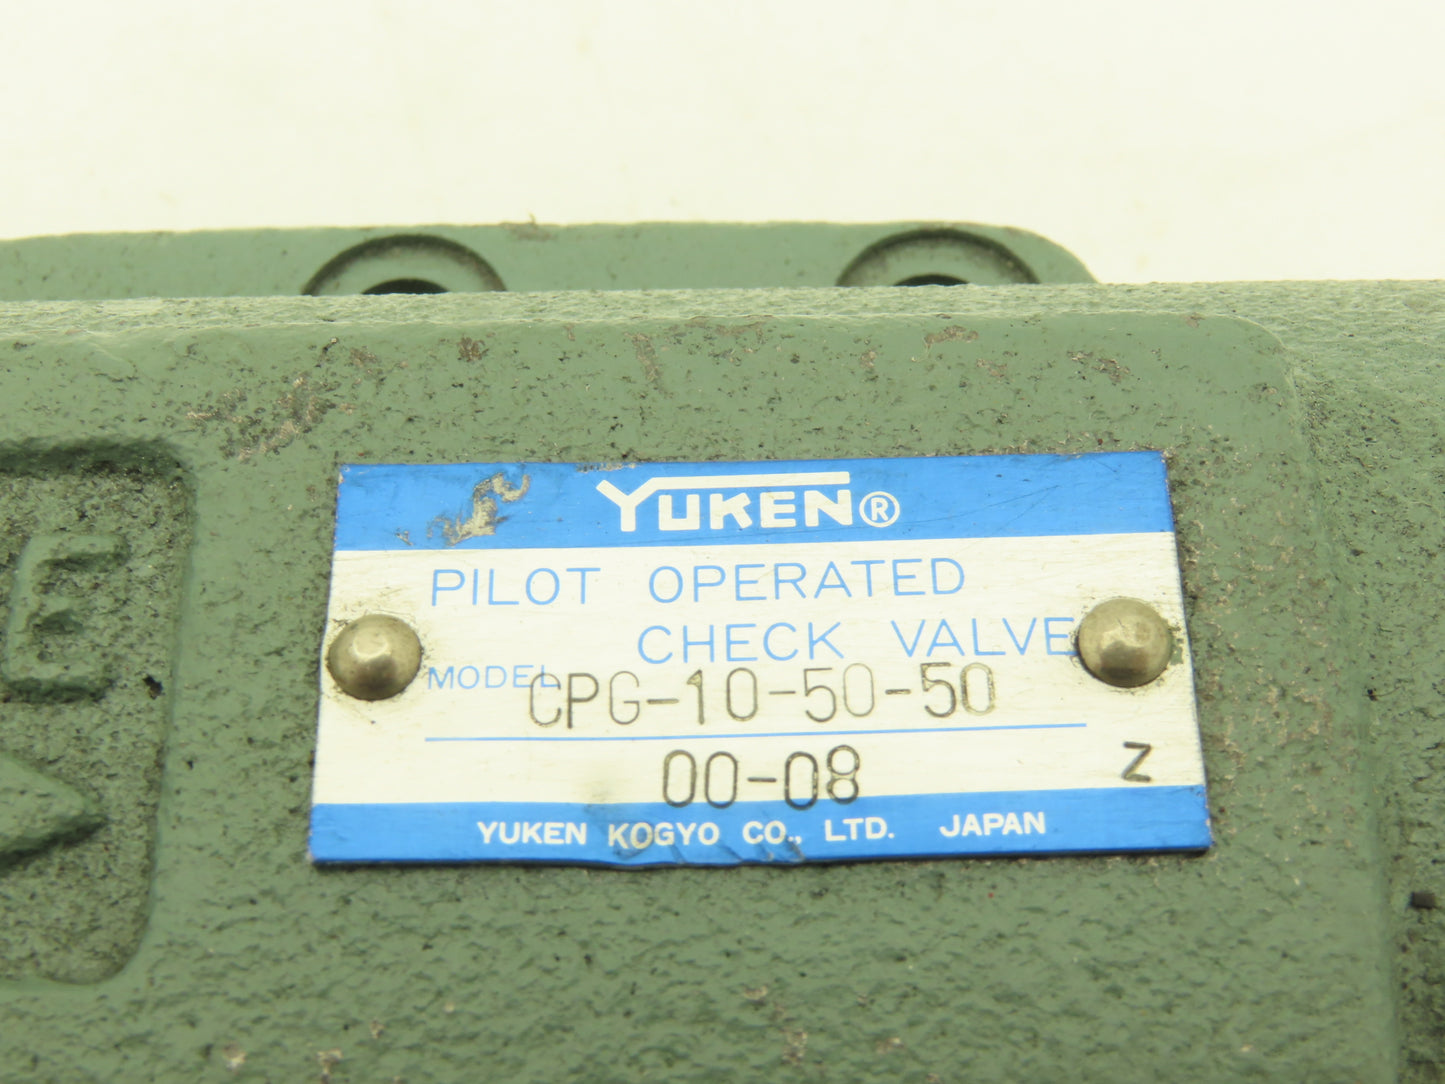 E
YUKEN®
PILOT OPERATED
CHECK VALVE
MODEL CPG-10-50-50
00-08 Z
YUKEN KOGYO CO., LTD. JAPAN